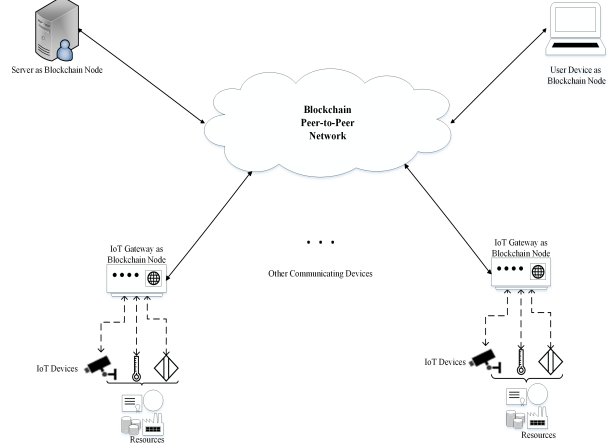 Server as Blockchain Node
User Device as
Blockchain Node
Blockchain
Peer-to-Peer
Network
IoT Gateway as
Blockchain Node
IoT Gateway as
Blockchain Node
. . .
Other Communicating Devices
IoT Devices
IoT Devices
Resources
Resources